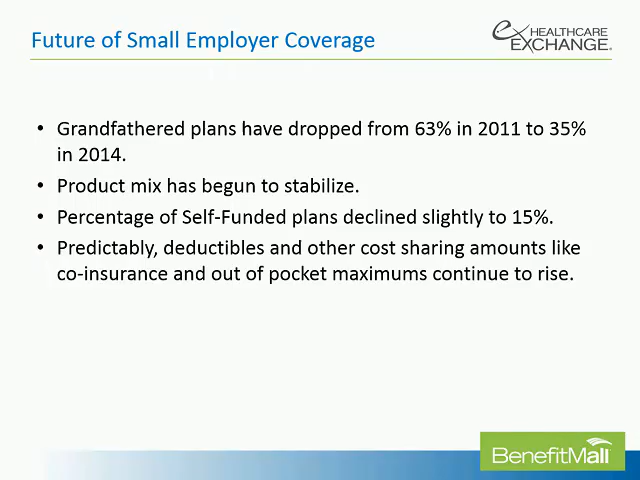 Future of Small Employer Coverage
ex HEALTHCARE
EXCHANGE.
• Grandfathered plans have dropped from 63% in 2011 to 35%
in 2014.
• Product mix has begun to stabilize.
• Percentage of Self-Funded plans declined slightly to 15%.
• Predictably, deductibles and other cost sharing amounts like
co-insurance and out of pocket maximums continue to rise.
BenefitMall